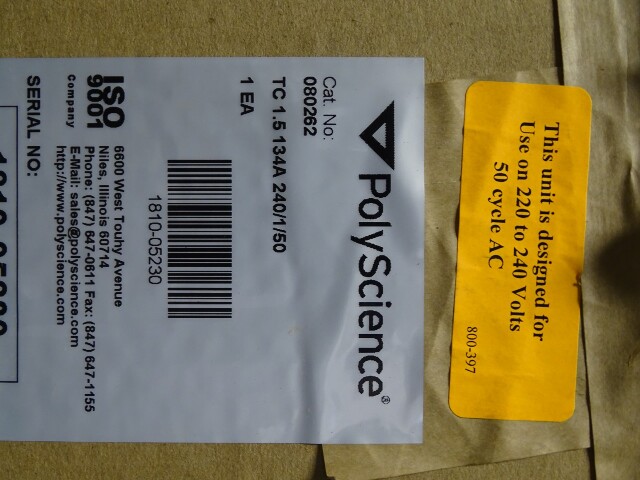 PolyScience®
Cat. No:
080262
TC 1.5 134A 240/1/50
1 EA
1810-05230
ISO
9001
Company
6600 West Touhy Avenue
Niles, Illinois 60714
Phone: (847) 647-0611 Fax: (847) 647-1155
E-Mail: sales@polyscience.com
http://www.polyscience.com
SERIAL NO:
This unit is designed for
Use on 220 to 240 Volts
50 cycle AC
800-397